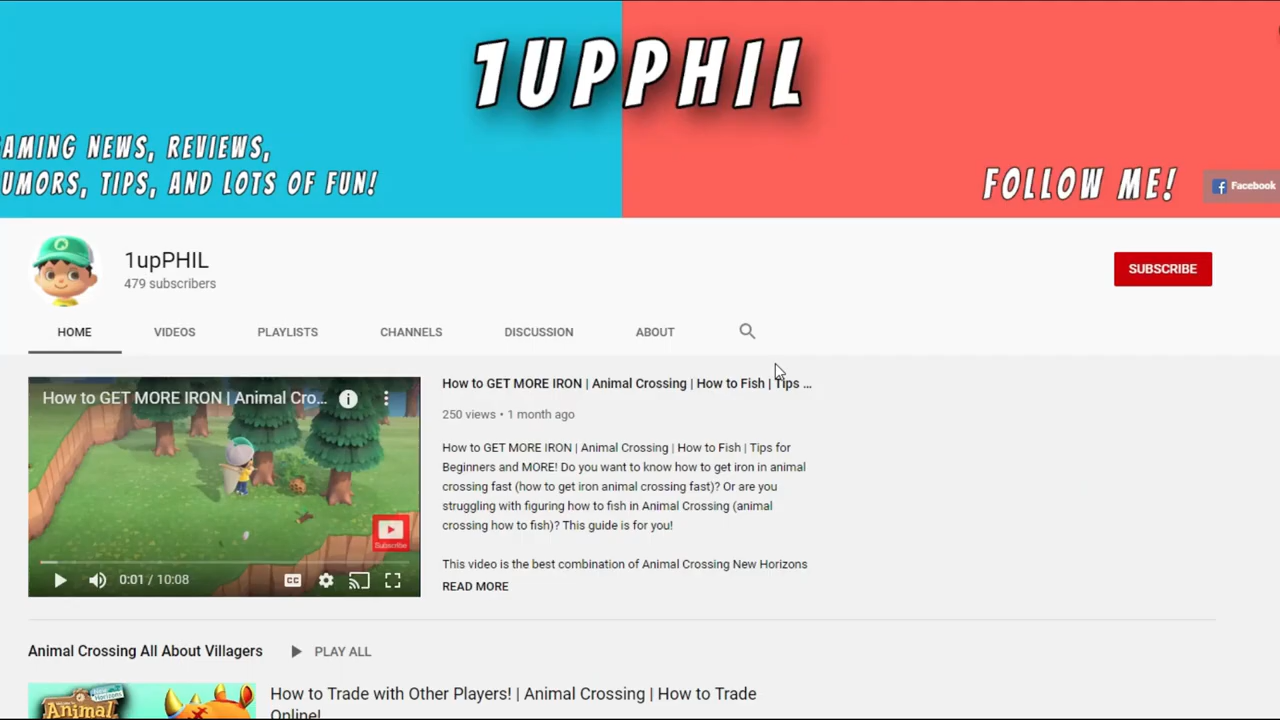 1UPPHIL
AMING NEWS, REVIEWS,
UMORS, TIPS, AND LOTS OF FUN!
FOLLOW ME!
Facebook
1upPHIL
479 subscribers
SUBSCRIBE
HOME
VIDEOS
PLAYLISTS
CHANNELS
DISCUSSION
ABOUT
How to GET MORE IRON | Animal Cro...
Subscribe
0:01 / 10:08
CC
How to GET MORE IRON | Animal Crossing | How to Fish | Tips ...
250 views • 1 month ago
How to GET MORE IRON | Animal Crossing | How to Fish | Tips for
Beginners and MORE! Do you want to know how to get iron in animal
crossing fast (how to get iron animal crossing fast)? Or are you
struggling with figuring how to fish in Animal Crossing (animal
crossing how to fish)? This guide is for you!
This video is the best combination of Animal Crossing New Horizons
READ MORE
Animal Crossing All About Villagers
PLAY ALL
Animal
Horizons
How to Trade with Other Players! | Animal Crossing | How to Trade
Online!